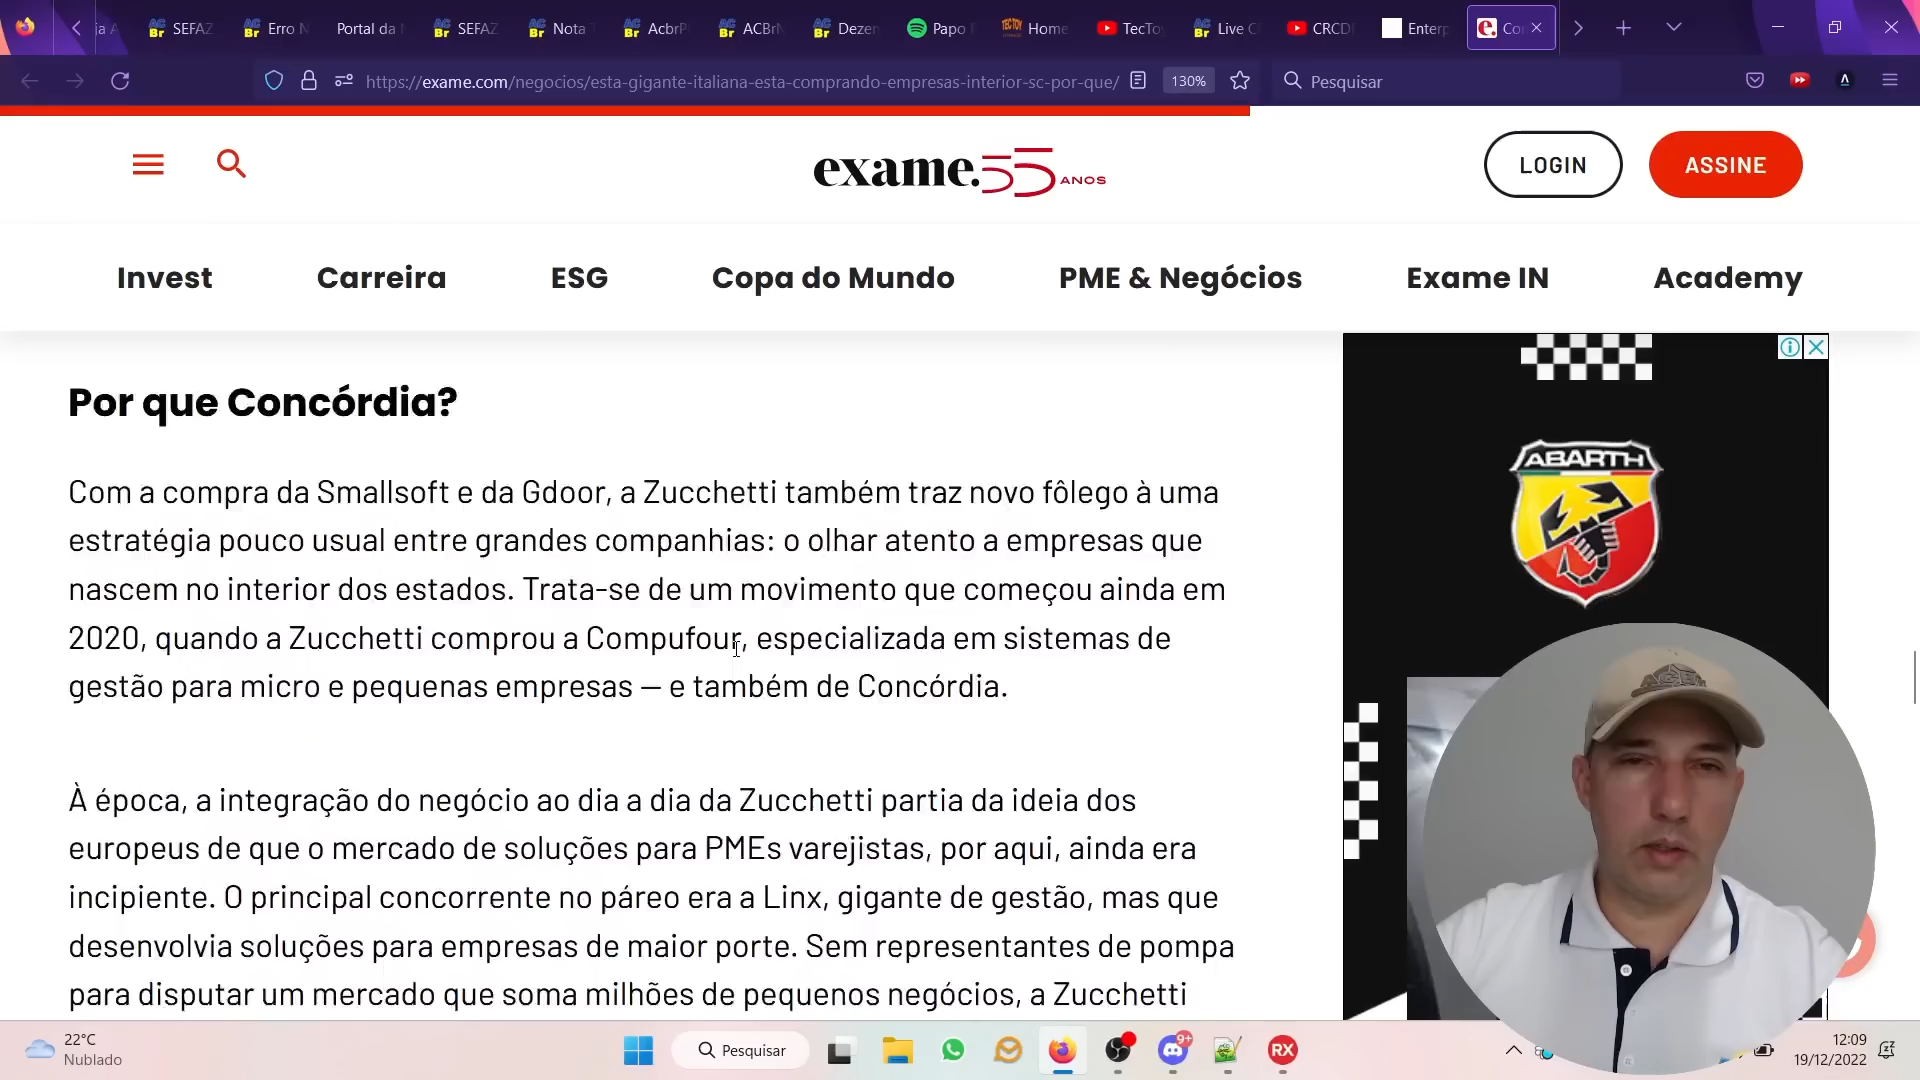 ja A
SEFAZ
Erro N
Portal da N
SEFAZ
Nota T
AcbrP
ACBrN
Dezen
Papo
TECTOY
Home
TecTo
Live C
CRCD
Enterp
Co
https://exame.com/negocios/esta-gigante-italiana-esta-comprando-empresas-interior-sc-por-que/
130%
Pesquisar
exame.55 ANOS
LOGIN
ASSINE
Invest
Carreira
ESG
Copa do Mundo
PME & Negócios
Exame IN
Academy
Por que Concórdia?
Com a compra da Smallsoft e da Gdoor, a Zucchetti também traz novo fôlego à uma
estratégia pouco usual entre grandes companhias: o olhar atento a empresas que
nascem no interior dos estados. Trata-se de um movimento que começou ainda em
2020, quando a Zucchetti comprou a Compufour, especializada em sistemas de
gestão para micro e pequenas empresas — e também de Concórdia.
À época, a integração do negócio ao dia a dia da Zucchetti partia da ideia dos
europeus de que o mercado de soluções para PMEs varejistas, por aqui, ainda era
incipiente. O principal concorrente no páreo era a Linx, gigante de gestão, mas que
desenvolvia soluções para empresas de maior porte. Sem representantes de pompa
para disputar um mercado que soma milhões de pequenos negócios, a Zucchetti
ABARTH
22°C
Nublado
Pesquisar
9+
RX
12:09
19/12/2022